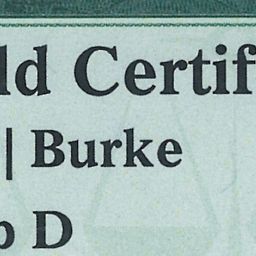 ld Certif
| Burke
p D